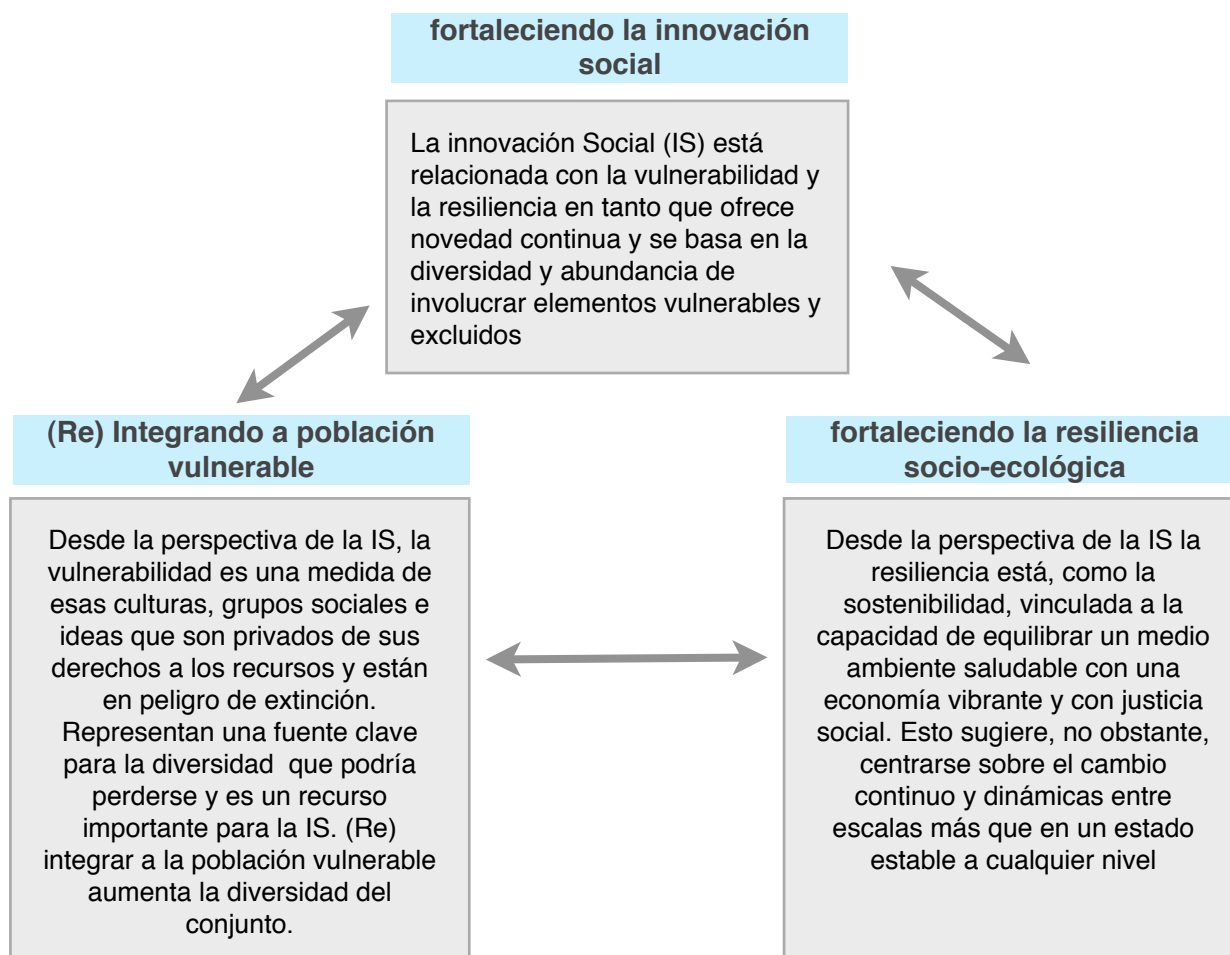 fortaleciendo la innovación
social
La innovación Social (IS) está
relacionada con la vulnerabilidad y
la resiliencia en tanto que ofrece
novedad continua y se basa en la
diversidad y abundancia de
involucrar elementos vulnerables y
excluidos
(Re) Integrando a población
vulnerable
Desde la perspectiva de la IS, la
vulnerabilidad es una medida de
esas culturas, grupos sociales e
ideas que son privados de sus
derechos a los recursos y están
en peligro de extinción.
Representan una fuente clave
para la diversidad que podría
perderse y es un recurso
importante para la IS. (Re)
integrar a la población vulnerable
aumenta la diversidad del
conjunto.
fortaleciendo la resiliencia
socio-ecológica
Desde la perspectiva de la IS la
resiliencia está, como la
sostenibilidad, vinculada a la
capacidad de equilibrar un medio
ambiente saludable con una
economía vibrante y con justicia
social. Esto sugiere, no obstante,
centrarse sobre el cambio
continuo y dinámicas entre
escalas más que en un estado
estable a cualquier nivel